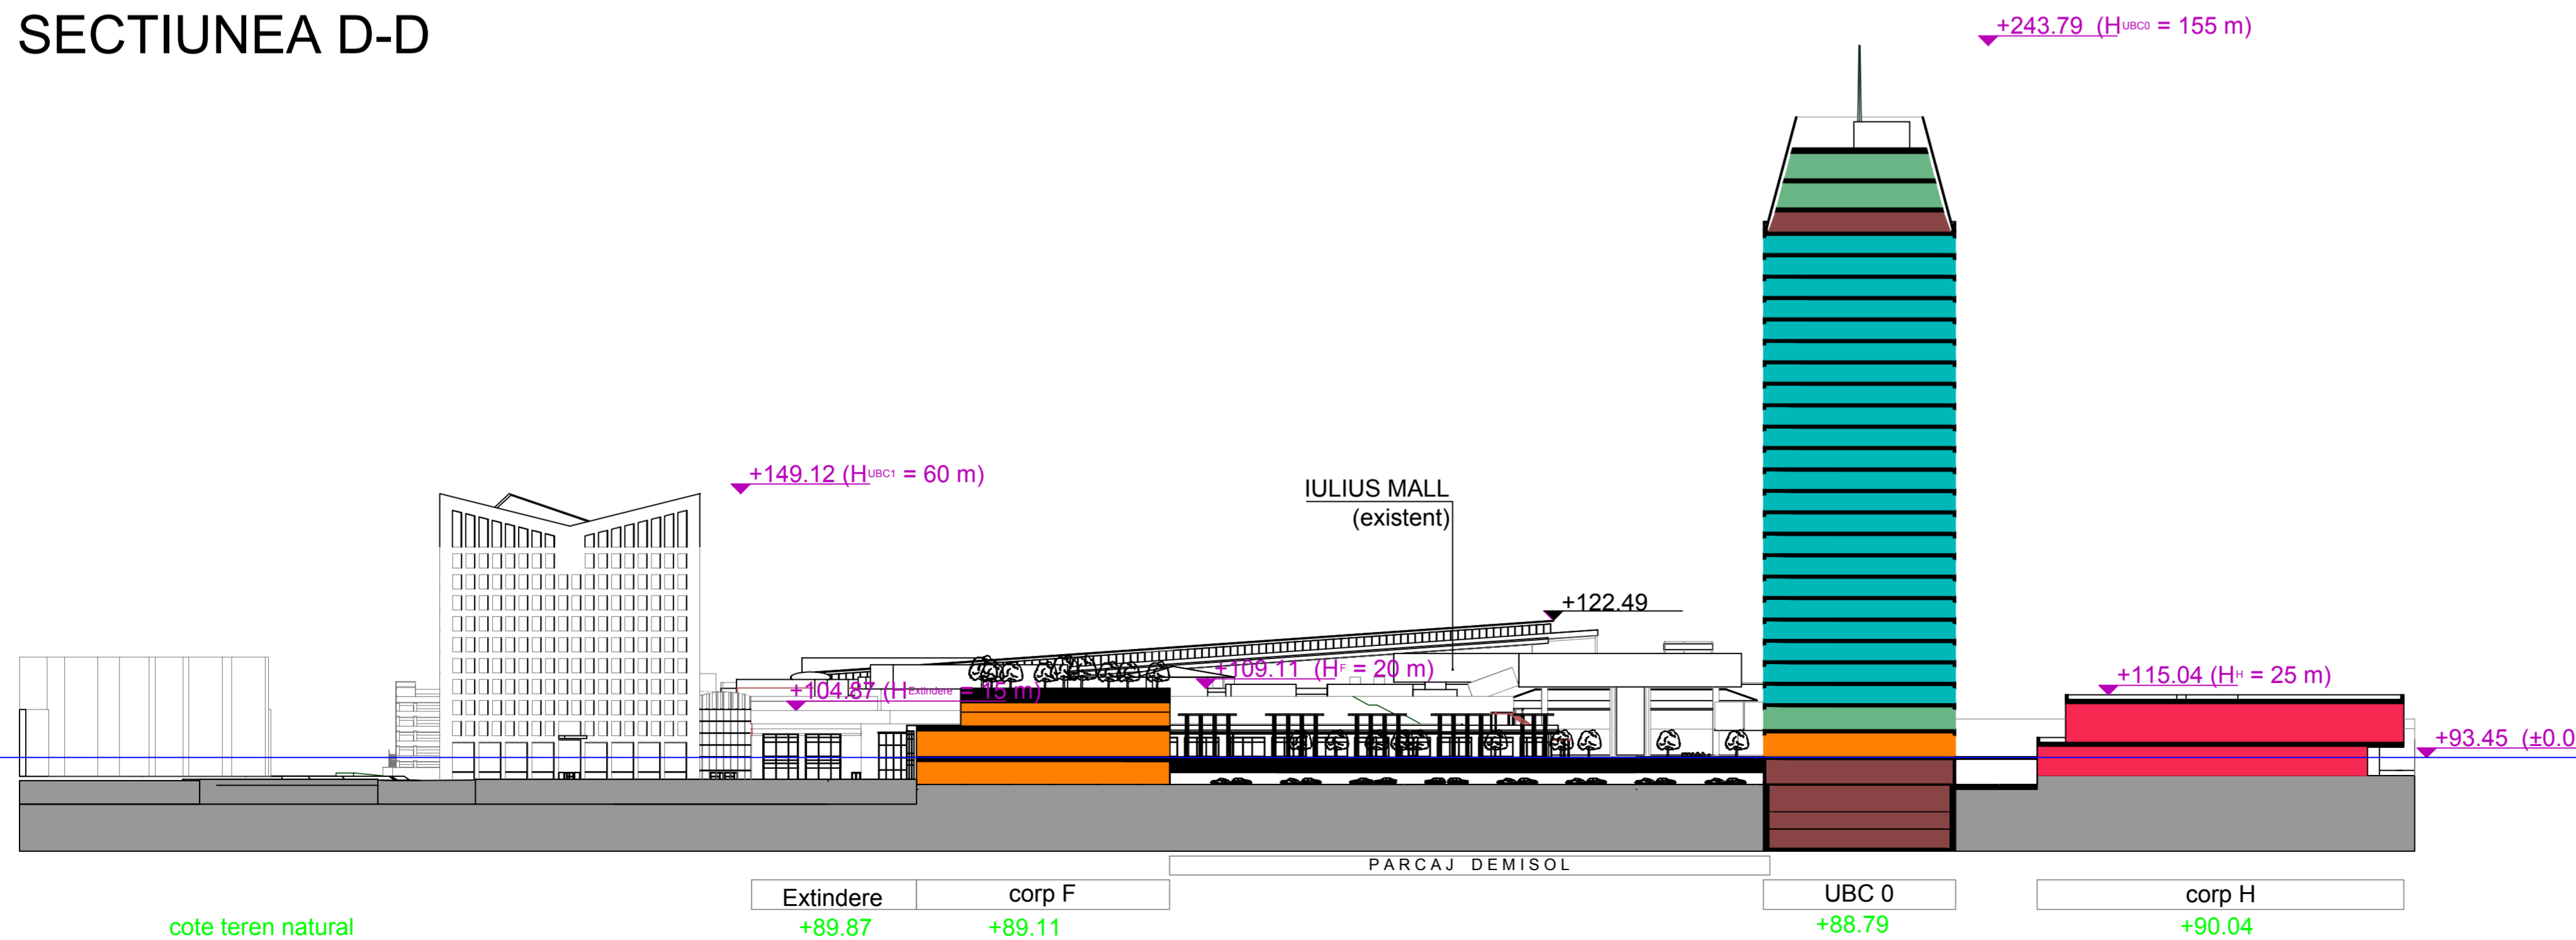 SECTIUNEA D-D
+243.79 (HUBC0 = 155 m)
+149.12 (HUBC1 = 60 m)
IULIUS MALL
(existent)
+122.49
+109.11 (HF = 20 m)
+104.87 (HExtindere = 15 m)
+115.04 (HH = 25 m)
+93.45 (±0.0
PARCAJ DEMISOL
Extindere
corp F
UBC 0
corp H
cote teren natural
+89.87
+89.11
+88.79
+90.04